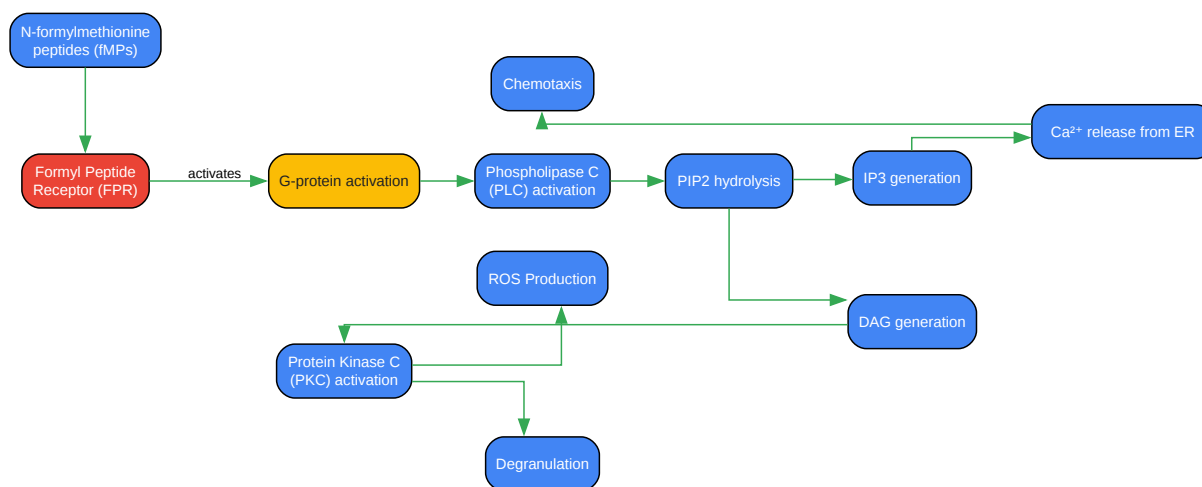 N-formylmethionine
peptides (fMPs)
Chemotaxis
Ca²⁺ release from ER
Formyl Peptide
Receptor (FPR)
activates
G-protein activation
Phospholipase C
(PLC) activation
PIP2 hydrolysis
IP3 generation
ROS Production
DAG generation
Protein Kinase C
(PKC) activation
Degranulation